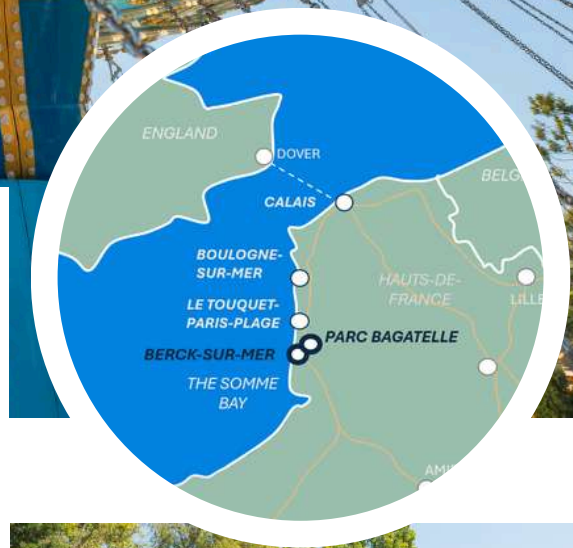 ENGLAND
DOVER
BELG
CALAIS
BOULOGNE-
SUR-MER
HAUTS-DE-
FRANCE
LILLE
LE TOUQUET-
PARIS-PLAGE
PARC BAGATELLE
BERCK-SUR-MER
THE SOMME
BAY
AMI